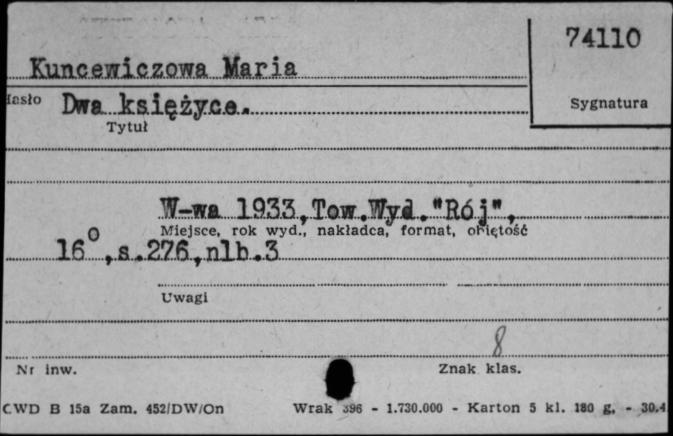 74110
Kuncewiczowa Maria
Hasło Dwa księżyce.
Sygnatura
Tytuł
W-wa 1933,Tow.Wyd."Rój",
Miejsce, rok wyd., nakładca, format, objętość
16°,s.276,nlb.3
Uwagi
8
Nr inw.
Znak klas.
CWD B 15a Zam. 452/DW/On Wrak 396 - 1.730.000 - Karton 5 kl. 180 g. - 30.4